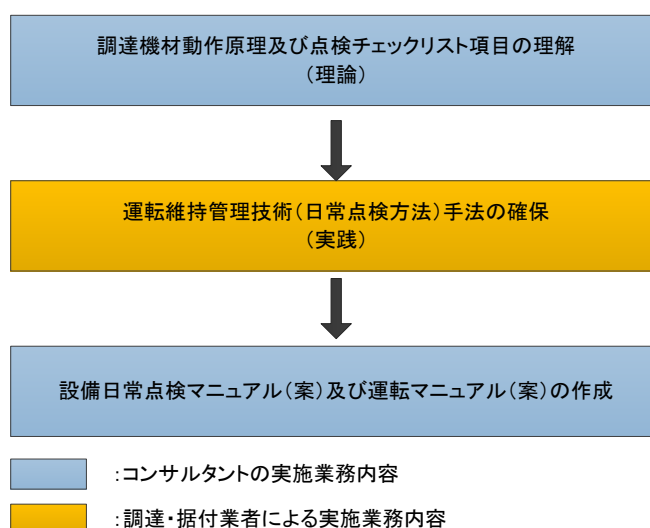 調達機材動作原理及び点検チェックリスト項目の理解
(理論)
運転維持管理技術(日常点検方法)手法の確保
(実践)
設備日常点検マニュアル(案)及び運転マニュアル(案)の作成
:コンサルタントの実施業務内容
:調達・据付業者による実施業務内容